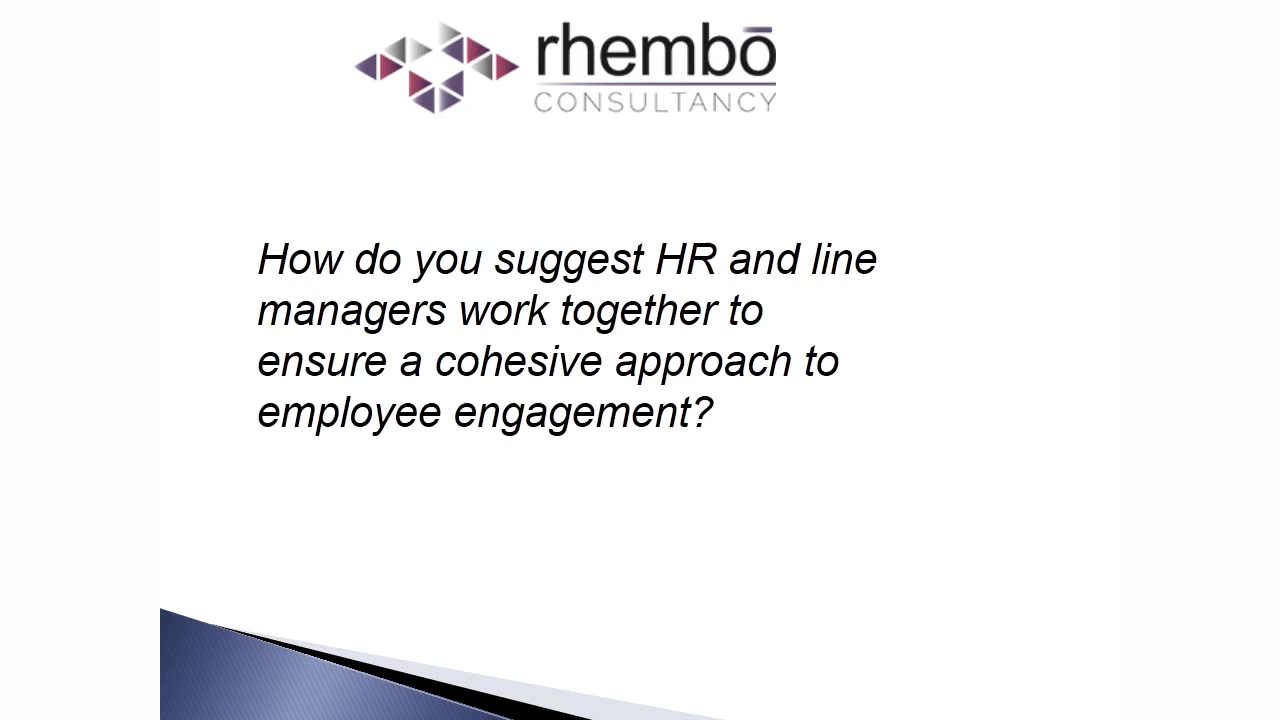 rhembō
CONSULTANCY
How do you suggest HR and line
managers work together to
ensure a cohesive approach to
employee engagement?